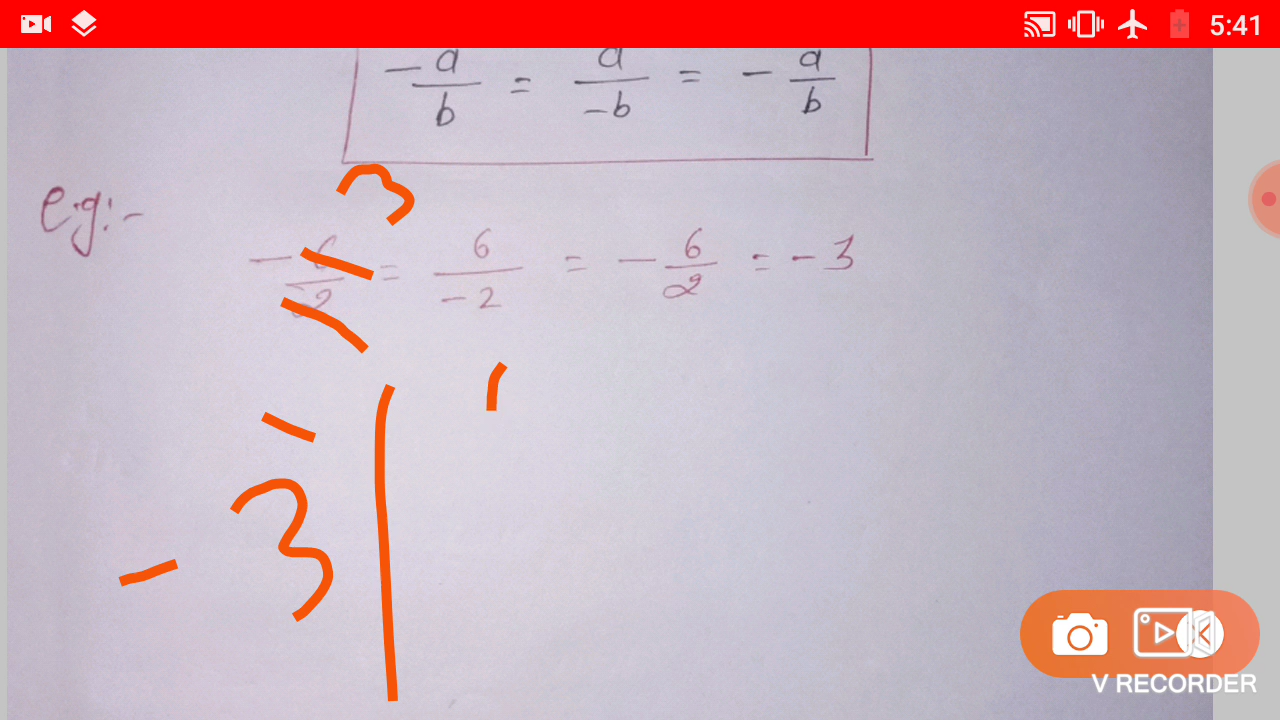 5:41
-a/b = a/-b = -a/b
3
e.g:-
-6/2 = 6/-2 = -6/2 = -3
-3
V RECORDER